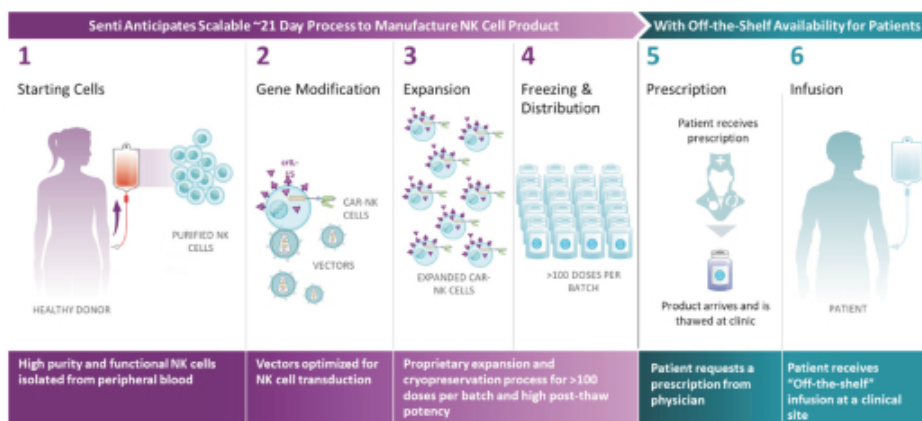 Senti Anticipates Scalable ~21 Day Process to Manufacture NK Cell Product
With Off-the-Shelf Availability for Patients
1
Starting Cells
PURIFIED NK
CELLS
HEALTHY DONOR
High purity and functional NK cells
isolated from peripheral blood
2
Gene Modification
CAR-NK
CELLS
VECTORS
Vectors optimized for
NK cell transduction
3
Expansion
EXPANDED CAR-
NK CELLS
4
Freezing &
Distribution
>100 DOSES PER
BATCH
Proprietary expansion and
cryopreservation process for >100
doses per batch and high post-thaw
potency
5
Prescription
Patient receives
prescription
Product arrives and is
thawed at clinic
Patient requests a
prescription from
physician
6
Infusion
PATIENT
Patient receives
"Off-the-shelf"
infusion at a clinical
site